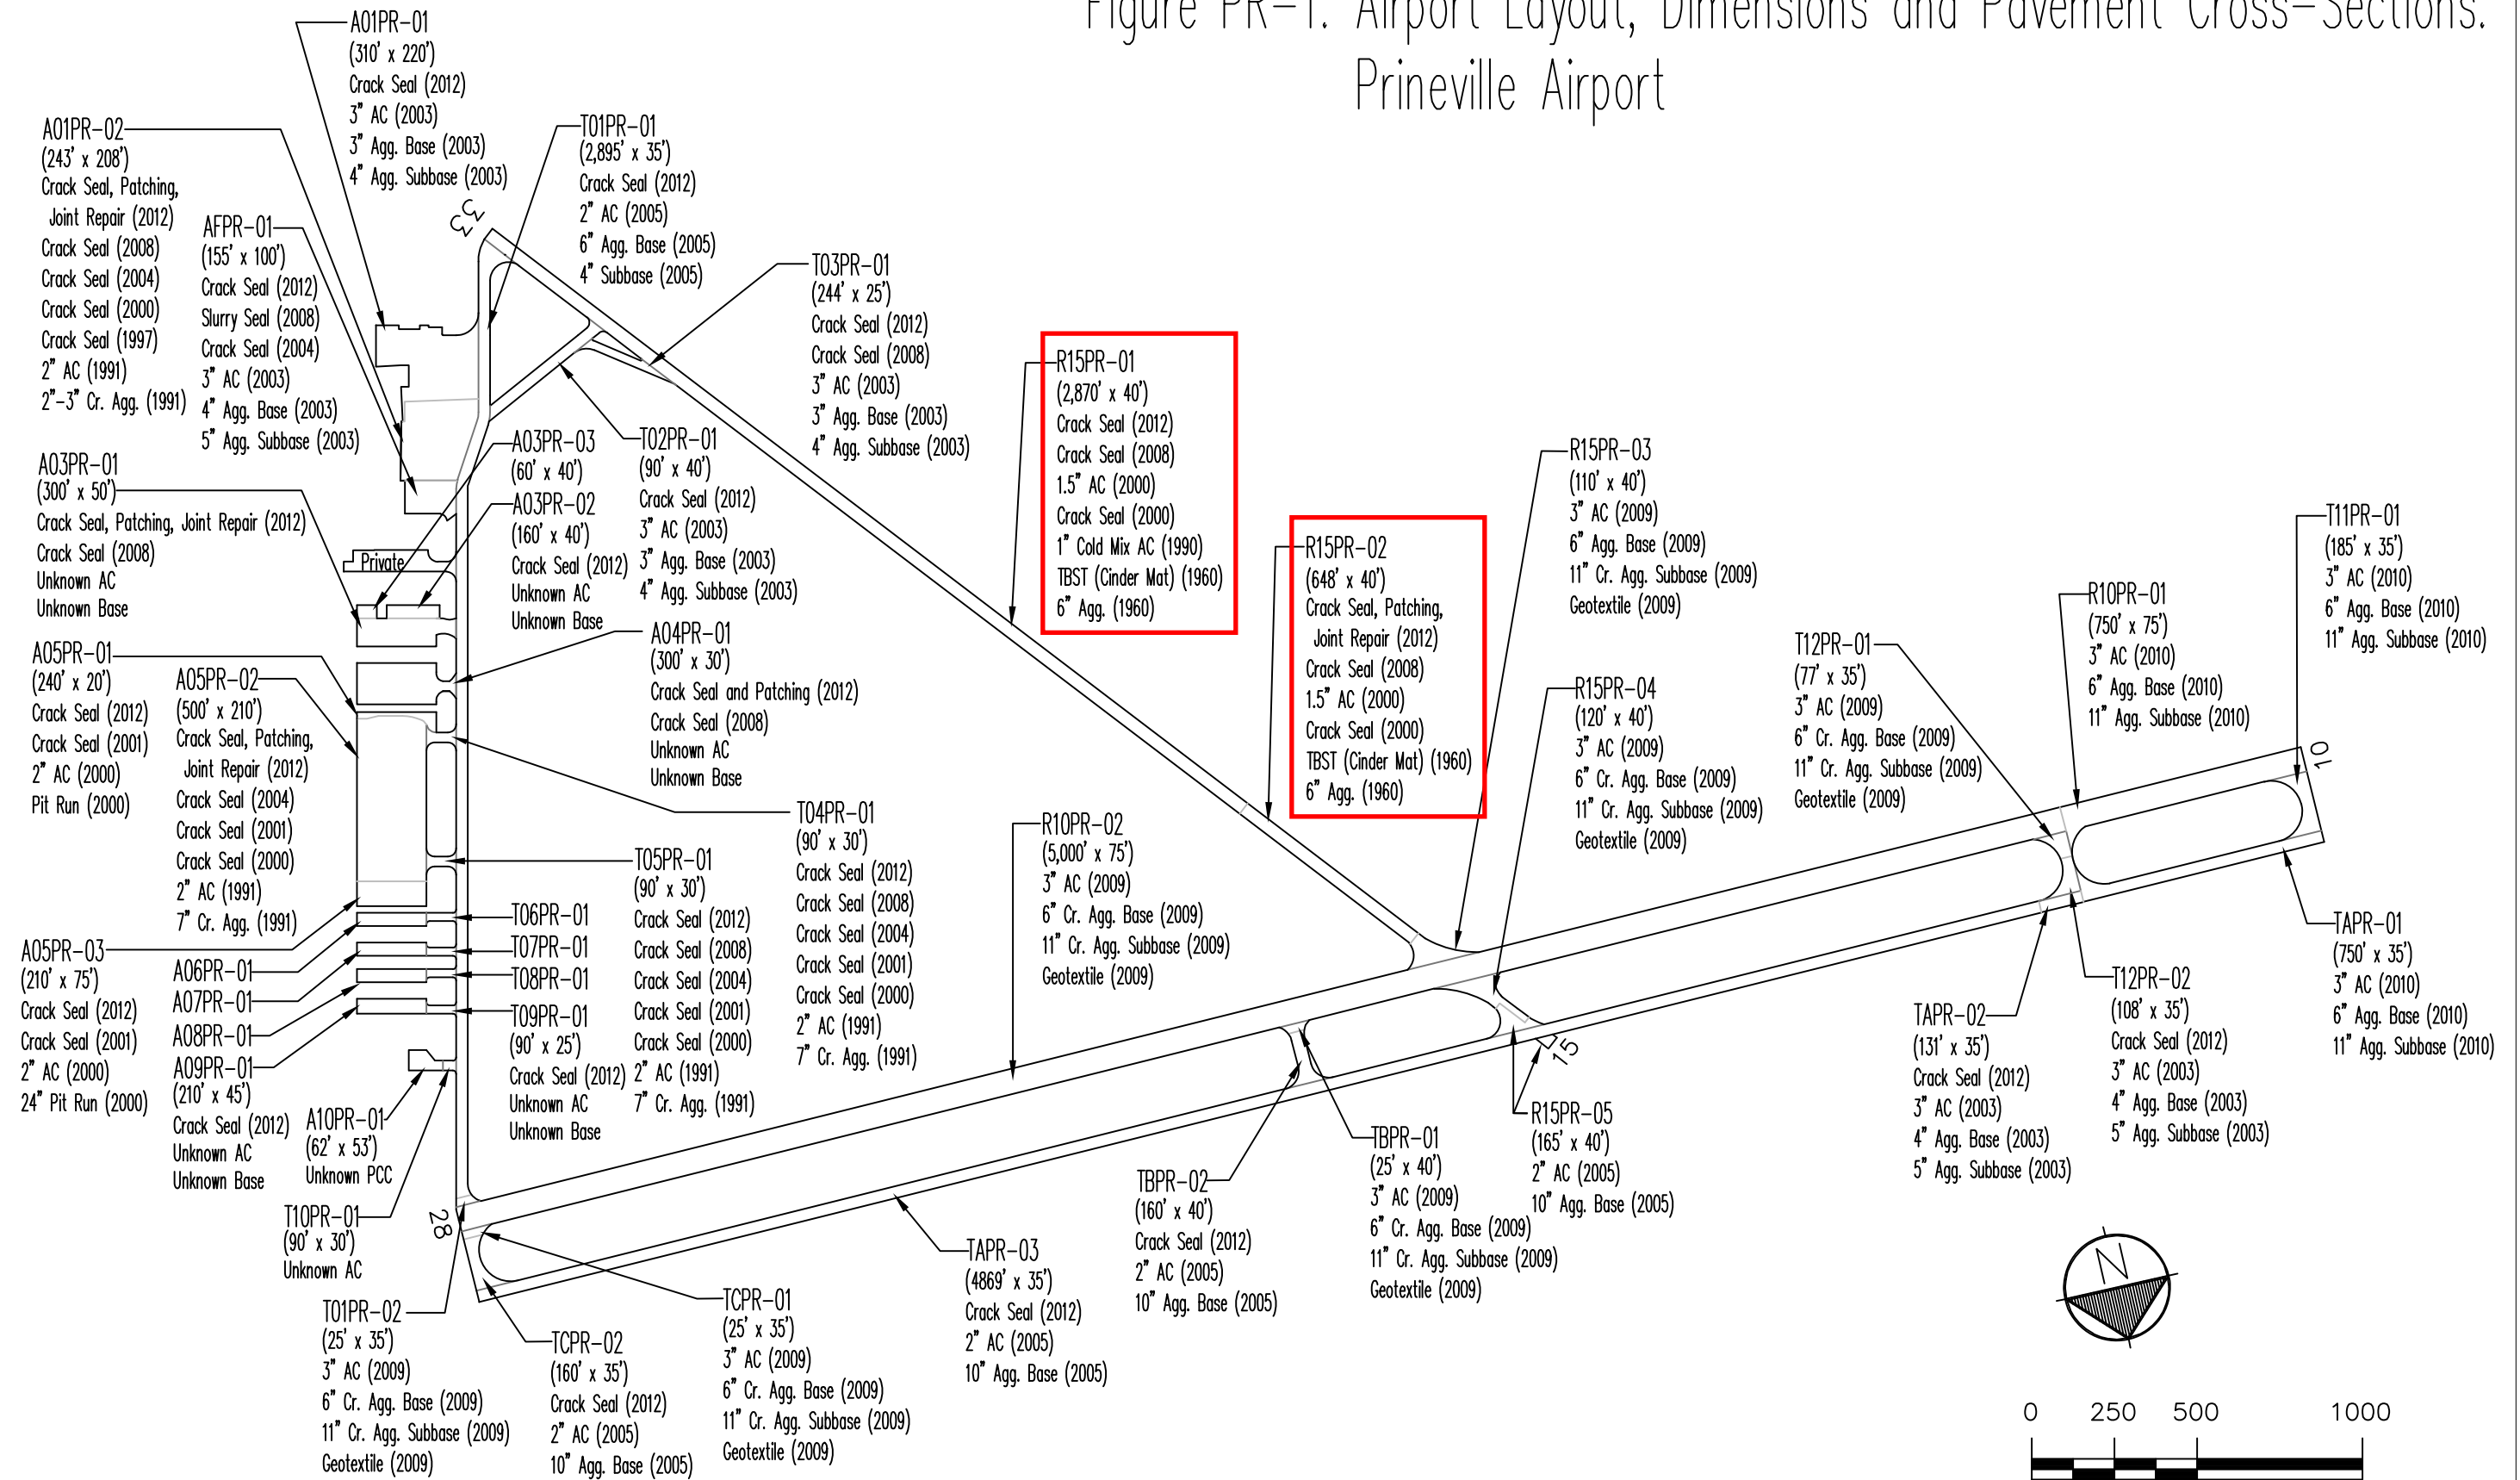 Figure PR-1. Airport Layout, Dimensions and Pavement Cross-Sections.
Prineville Airport
A01PR-01
(310' x 220')
Crack Seal (2012)
3" AC (2003)
3" Agg. Base (2003)
4" Agg. Subbase (2003)
A01PR-02
(243' x 208')
Crack Seal, Patching,
Joint Repair (2012)
Crack Seal (2008)
Crack Seal (2004)
Crack Seal (2000)
Crack Seal (1997)
2" AC (1991)
2"-3" Cr. Agg. (1991)
AFPR-01
(155' x 100')
Crack Seal (2012)
Slurry Seal (2008)
Crack Seal (2004)
3" AC (2003)
4" Agg. Base (2003)
5" Agg. Subbase (2003)
T01PR-01
(2,895' x 35')
Crack Seal (2012)
2" AC (2005)
6" Agg. Base (2005)
4" Subbase (2005)
33
T03PR-01
(244' x 25')
Crack Seal (2012)
Crack Seal (2008)
3" AC (2003)
3" Agg. Base (2003)
4" Agg. Subbase (2003)
R15PR-01
(2,870' x 40')
Crack Seal (2012)
Crack Seal (2008)
1.5" AC (2000)
Crack Seal (2000)
1" Cold Mix AC (1990)
TBST (Cinder Mat) (1960)
6" Agg. (1960)
R15PR-02
(648' x 40')
Crack Seal, Patching,
Joint Repair (2012)
Crack Seal (2008)
1.5" AC (2000)
Crack Seal (2000)
TBST (Cinder Mat) (1960)
6" Agg. (1960)
R15PR-03
(110' x 40')
3" AC (2009)
6" Agg. Base (2009)
11" Cr. Agg. Subbase (2009)
Geotextile (2009)
R15PR-04
(120' x 40')
3" AC (2009)
6" Cr. Agg. Base (2009)
11" Cr. Agg. Subbase (2009)
Geotextile (2009)
T12PR-01
(77' x 35')
3" AC (2009)
6" Cr. Agg. Base (2009)
11" Cr. Agg. Subbase (2009)
Geotextile (2009)
R10PR-01
(750' x 75')
3" AC (2010)
6" Agg. Base (2010)
11" Agg. Subbase (2010)
T11PR-01
(185' x 35')
3" AC (2010)
6" Agg. Base (2010)
11" Agg. Subbase (2010)
10
A03PR-01
(300' x 50')
Crack Seal, Patching, Joint Repair (2012)
Crack Seal (2008)
Unknown AC
Unknown Base
A03PR-03
(60' x 40')
A03PR-02
(160' x 40')
Crack Seal (2012)
Unknown AC
Unknown Base
T02PR-01
(90' x 40')
Crack Seal (2012)
3" AC (2003)
3" Agg. Base (2003)
4" Agg. Subbase (2003)
Private
A04PR-01
(300' x 30')
Crack Seal and Patching (2012)
Crack Seal (2008)
Unknown AC
Unknown Base
A05PR-01
(240' x 20')
Crack Seal (2012)
Crack Seal (2001)
2" AC (2000)
Pit Run (2000)
A05PR-02
(500' x 210')
Crack Seal, Patching,
Joint Repair (2012)
Crack Seal (2004)
Crack Seal (2001)
Crack Seal (2000)
2" AC (1991)
7" Cr. Agg. (1991)
T04PR-01
(90' x 30')
Crack Seal (2012)
Crack Seal (2008)
Crack Seal (2004)
Crack Seal (2001)
Crack Seal (2000)
2" AC (1991)
7" Cr. Agg. (1991)
T05PR-01
(90' x 30')
Crack Seal (2012)
Crack Seal (2008)
Crack Seal (2004)
Crack Seal (2001)
Crack Seal (2000)
2" AC (1991)
7" Cr. Agg. (1991)
R10PR-02
(5,000' x 75')
3" AC (2009)
6" Cr. Agg. Base (2009)
11" Cr. Agg. Subbase (2009)
Geotextile (2009)
A05PR-03
(210' x 75')
Crack Seal (2012)
Crack Seal (2001)
2" AC (2000)
24" Pit Run (2000)
A06PR-01
A07PR-01
A08PR-01
A09PR-01
(210' x 45')
Crack Seal (2012)
Unknown AC
Unknown Base
T06PR-01
T07PR-01
T08PR-01
T09PR-01
(90' x 25')
Crack Seal (2012)
Unknown AC
Unknown Base
A10PR-01
(62' x 53')
Unknown PCC
T10PR-01
(90' x 30')
Unknown AC
28
T01PR-02
(25' x 35')
3" AC (2009)
6" Cr. Agg. Base (2009)
11" Cr. Agg. Subbase (2009)
Geotextile (2009)
TCPR-02
(160' x 35')
Crack Seal (2012)
2" AC (2005)
10" Agg. Base (2005)
TCPR-01
(25' x 35')
3" AC (2009)
6" Cr. Agg. Base (2009)
11" Cr. Agg. Subbase (2009)
Geotextile (2009)
TAPR-03
(4869' x 35')
Crack Seal (2012)
2" AC (2005)
10" Agg. Base (2005)
TBPR-02
(160' x 40')
Crack Seal (2012)
2" AC (2005)
10" Agg. Base (2005)
TBPR-01
(25' x 40')
3" AC (2009)
6" Cr. Agg. Base (2009)
11" Cr. Agg. Subbase (2009)
Geotextile (2009)
15
R15PR-05
(165' x 40')
2" AC (2005)
10" Agg. Base (2005)
TAPR-02
(131' x 35')
Crack Seal (2012)
3" AC (2003)
4" Agg. Base (2003)
5" Agg. Subbase (2003)
T12PR-02
(108' x 35')
Crack Seal (2012)
3" AC (2003)
4" Agg. Base (2003)
5" Agg. Subbase (2003)
TAPR-01
(750' x 35')
3" AC (2010)
6" Agg. Base (2010)
11" Agg. Subbase (2010)
N
0 250 500 1000